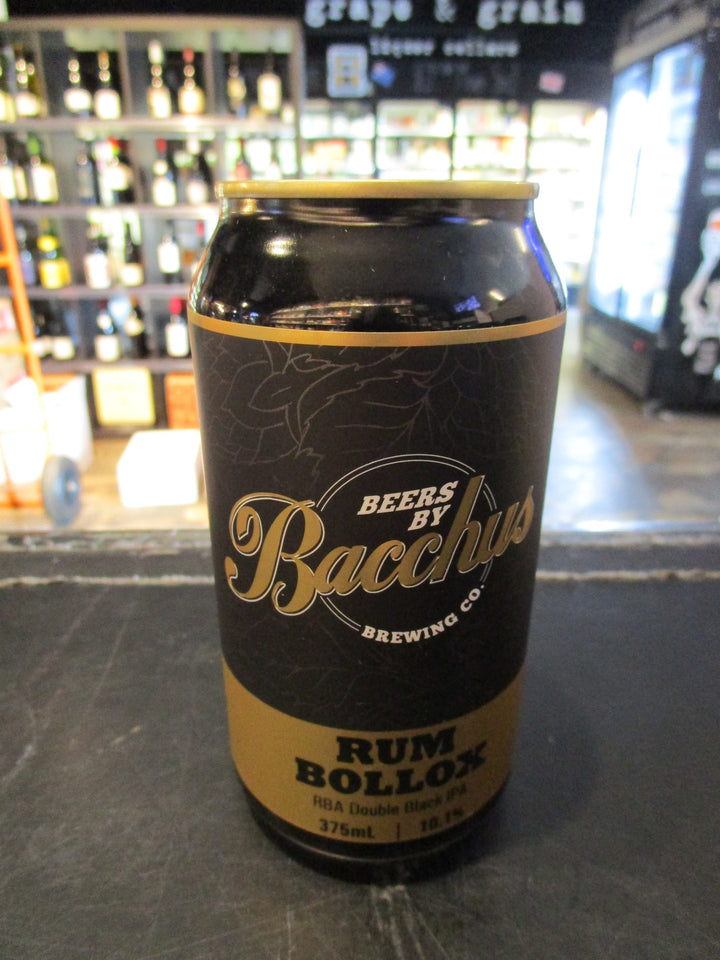 grape & grain
liquor cellars
BEERS
BY
Bacchus
BREWING CO.
RUM
BOLLOX
RBA Double Black IPA
375mL | 10.1%